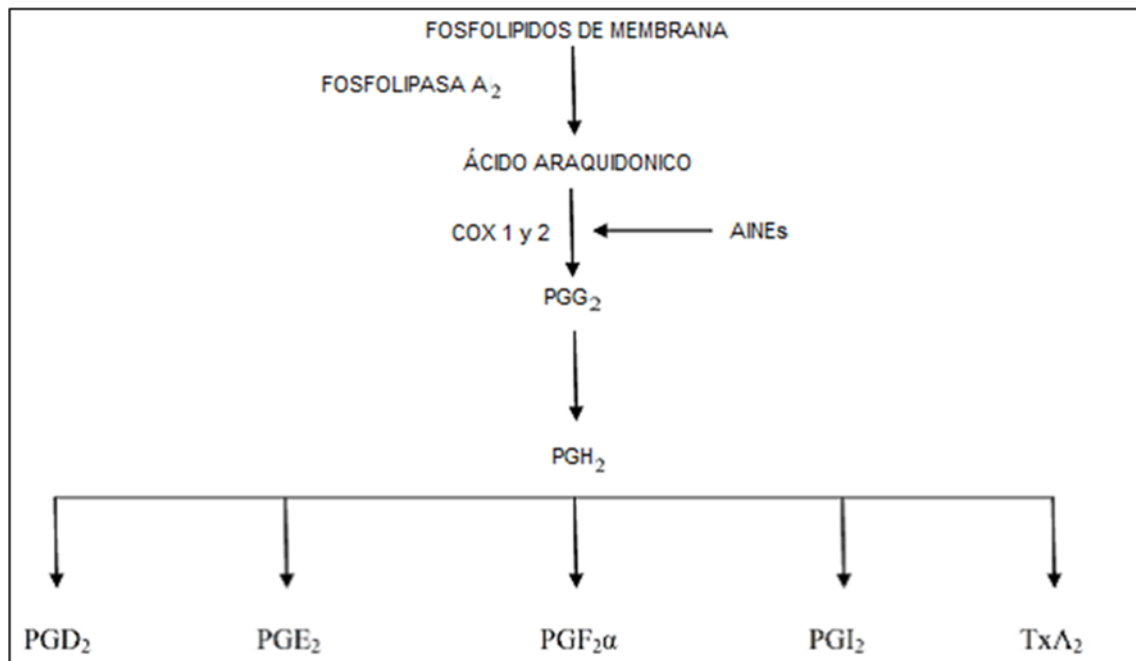 FOSFOLIPIDOS DE MEMBRANA
FOSFOLIPASA A₂
ÁCIDO ARAQUIDONICO
COX 1 y 2
AINEs
PGG₂
PGH₂
PGD₂ PGE₂ PGF₂α PGI₂ TxA₂